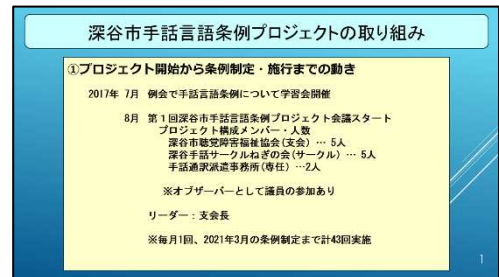 深谷市手話言語条例プロジェクトの取り組み
①プロジェクト開始から条例制定・施行までの動き
2017年 7月 例会で手話言語条例について学習会開催
8月 第１回深谷市手話言語条例プロジェクト会議スタート
プロジェクト構成メンバー・人数
深谷市聴覚障害福祉協会(支会) … 5人
深谷手話サークルねぎの会(サークル) … 5人
手話通訳派遣事務所(専任) …2人
※オブザーバーとして議員の参加あり
リーダー：支会長
※毎月1回、2021年3月の条例制定まで計43回実施
1